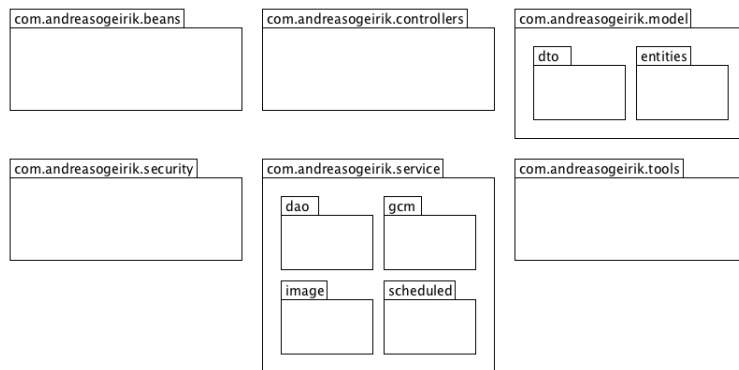 com.andreasogeirik.beans
com.andreasogeirik.controllers
com.andreasogeirik.model
dto
entities
com.andreasogeirik.security
com.andreasogeirik.service
com.andreasogeirik.tools
dao
gcm
image
scheduled